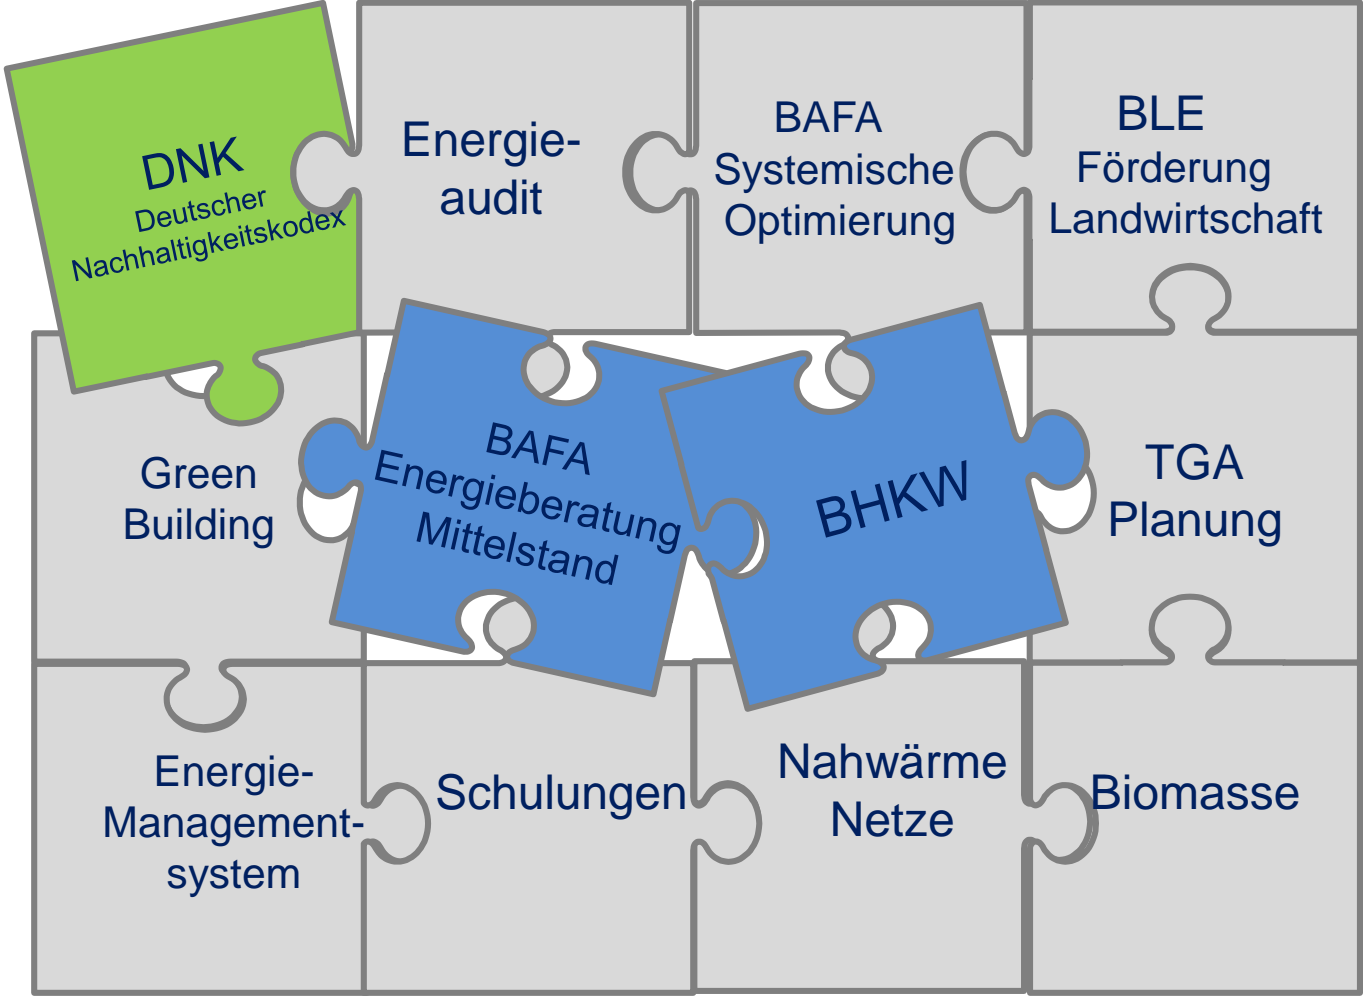 DNK
Deutscher
Nachhaltigkeitskodex
Energie-
audit
BAFA
Systemische
Optimierung
BLE
Förderung
Landwirtschaft
Green
Building
BAFA
Energieberatung
Mittelstand
BHKW
TGA
Planung
Energie-
Management-
system
Schulungen
Nahwärme
Netze
Biomasse